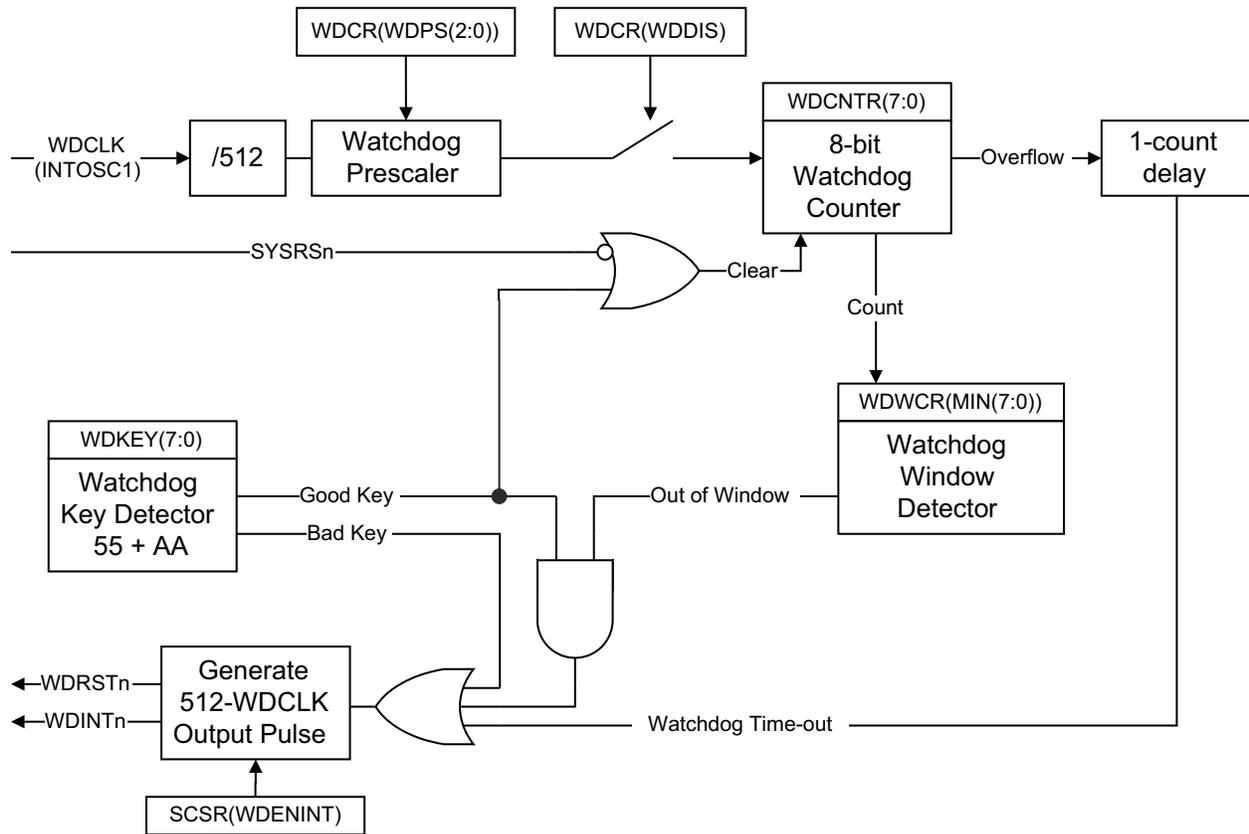 WDCR(WDPS(2:0))
WDCR(WDDIS)
WDCNTR(7:0)
WDCLK
(INTOSC1)
/512
Watchdog
Prescaler
8-bit
Watchdog
Counter
Overflow
1-count
delay
SYSRSn
Clear
Count
WDWCR(MIN(7:0))
Watchdog
Window
Detector
WDKEY(7:0)
Watchdog
Key Detector
55 + AA
Good Key
Bad Key
Out of Window
Generate
512-WDCLK
Output Pulse
WDRSTn
WDINTn
Watchdog Time-out
SCSR(WDENINT)